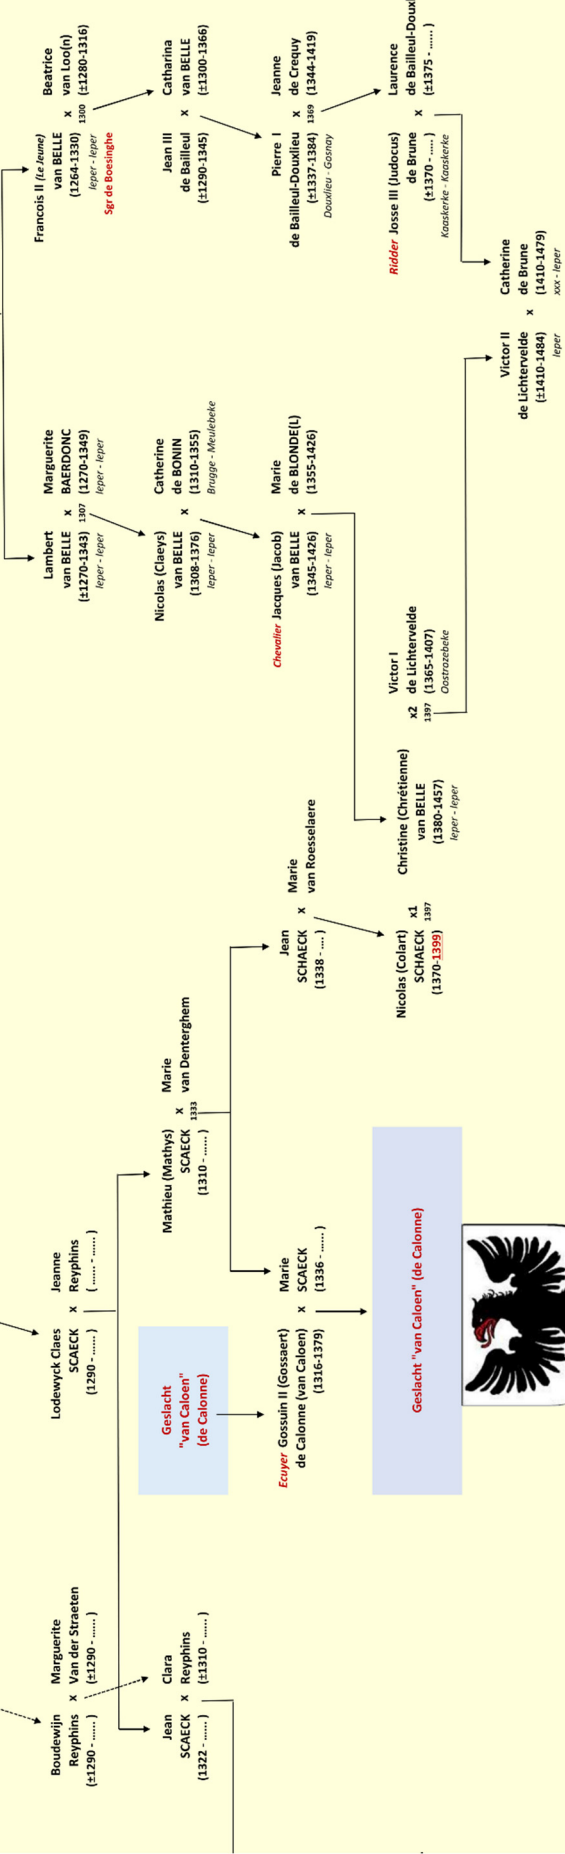 Boudewijn
Reyphins
(±1290 - ...... )
x
Marguerite
Van der Straeten
(±1290 - ...... )
Lodewyck Claes
SCAECK
(1290 - ...... )
x
Jeanne
Reyphins
( ...... - ...... )
Lambert
van BELLE
(±1270-1343)
Ieper - Ieper
x
1307
Marguerite
BAERDONC
(1270-1349)
Ieper - Ieper
Francois II (Le Jeune)
van BELLE
(1264-1330)
Ieper - Ieper
Sgr de Boesinghe
x
1300
Beatrice
van Loo(n)
(±1280-1316)
Jean
SCAECK
(1322 - ...... )
x
Clara
Reyphins
(±1310 - ...... )
Geslacht
"van Caloen"
(de Calonne)
Mathieu (Mathys)
SCAECK
(1310 - ...... )
x
1333
Marie
van Denterghem
Nicolas (Claeys)
van BELLE
(1308-1376)
Ieper - Ieper
x
Catherine
de BONIN
(1310-1355)
Brugge - Meulebeke
Jean III
de Bailleul
(±1290-1345)
x
Catharina
van BELLE
(±1300-1366)
Ecuyer Gossuin II (Gossaert)
de Calonne (van Caloen)
(1316-1379)
x
Marie
SCAECK
(1336 - ...... )
Jean
SCHAECK
(1338 - .... )
x
Marie
van Roesselaere
Chevalier Jacques (Jacob)
van BELLE
(1345-1426)
Ieper - Ieper
x
Marie
de BLONDE(L)
(1355-1426)
Pierre I
de Bailleul-Douxlieu
(±1337-1384)
Douxlieu - Gosnay
x
1369
Jeanne
de Crequy
(1344-1419)
Geslacht "van Caloen" (de Calonne)
Nicolas (Colart)
SCHAECK
(1370-1399)
x1
1397
Christine (Chrétienne)
van BELLE
(1380-1457)
Ieper - Ieper
x2
1397
Victor I
de Lichtervelde
(1365-1407)
Oostrozebeke
Ridder Josse III (Judocus)
de Brune
(±1370 - ...... )
Kaaskerke - Kaaskerke
x
Laurence
de Bailleul-Douxl
(±1375 - ...... )
Victor II
de Lichtervelde
(±1410-1484)
Ieper
x
Catherine
de Brune
(1410-1479)
xxx - Ieper